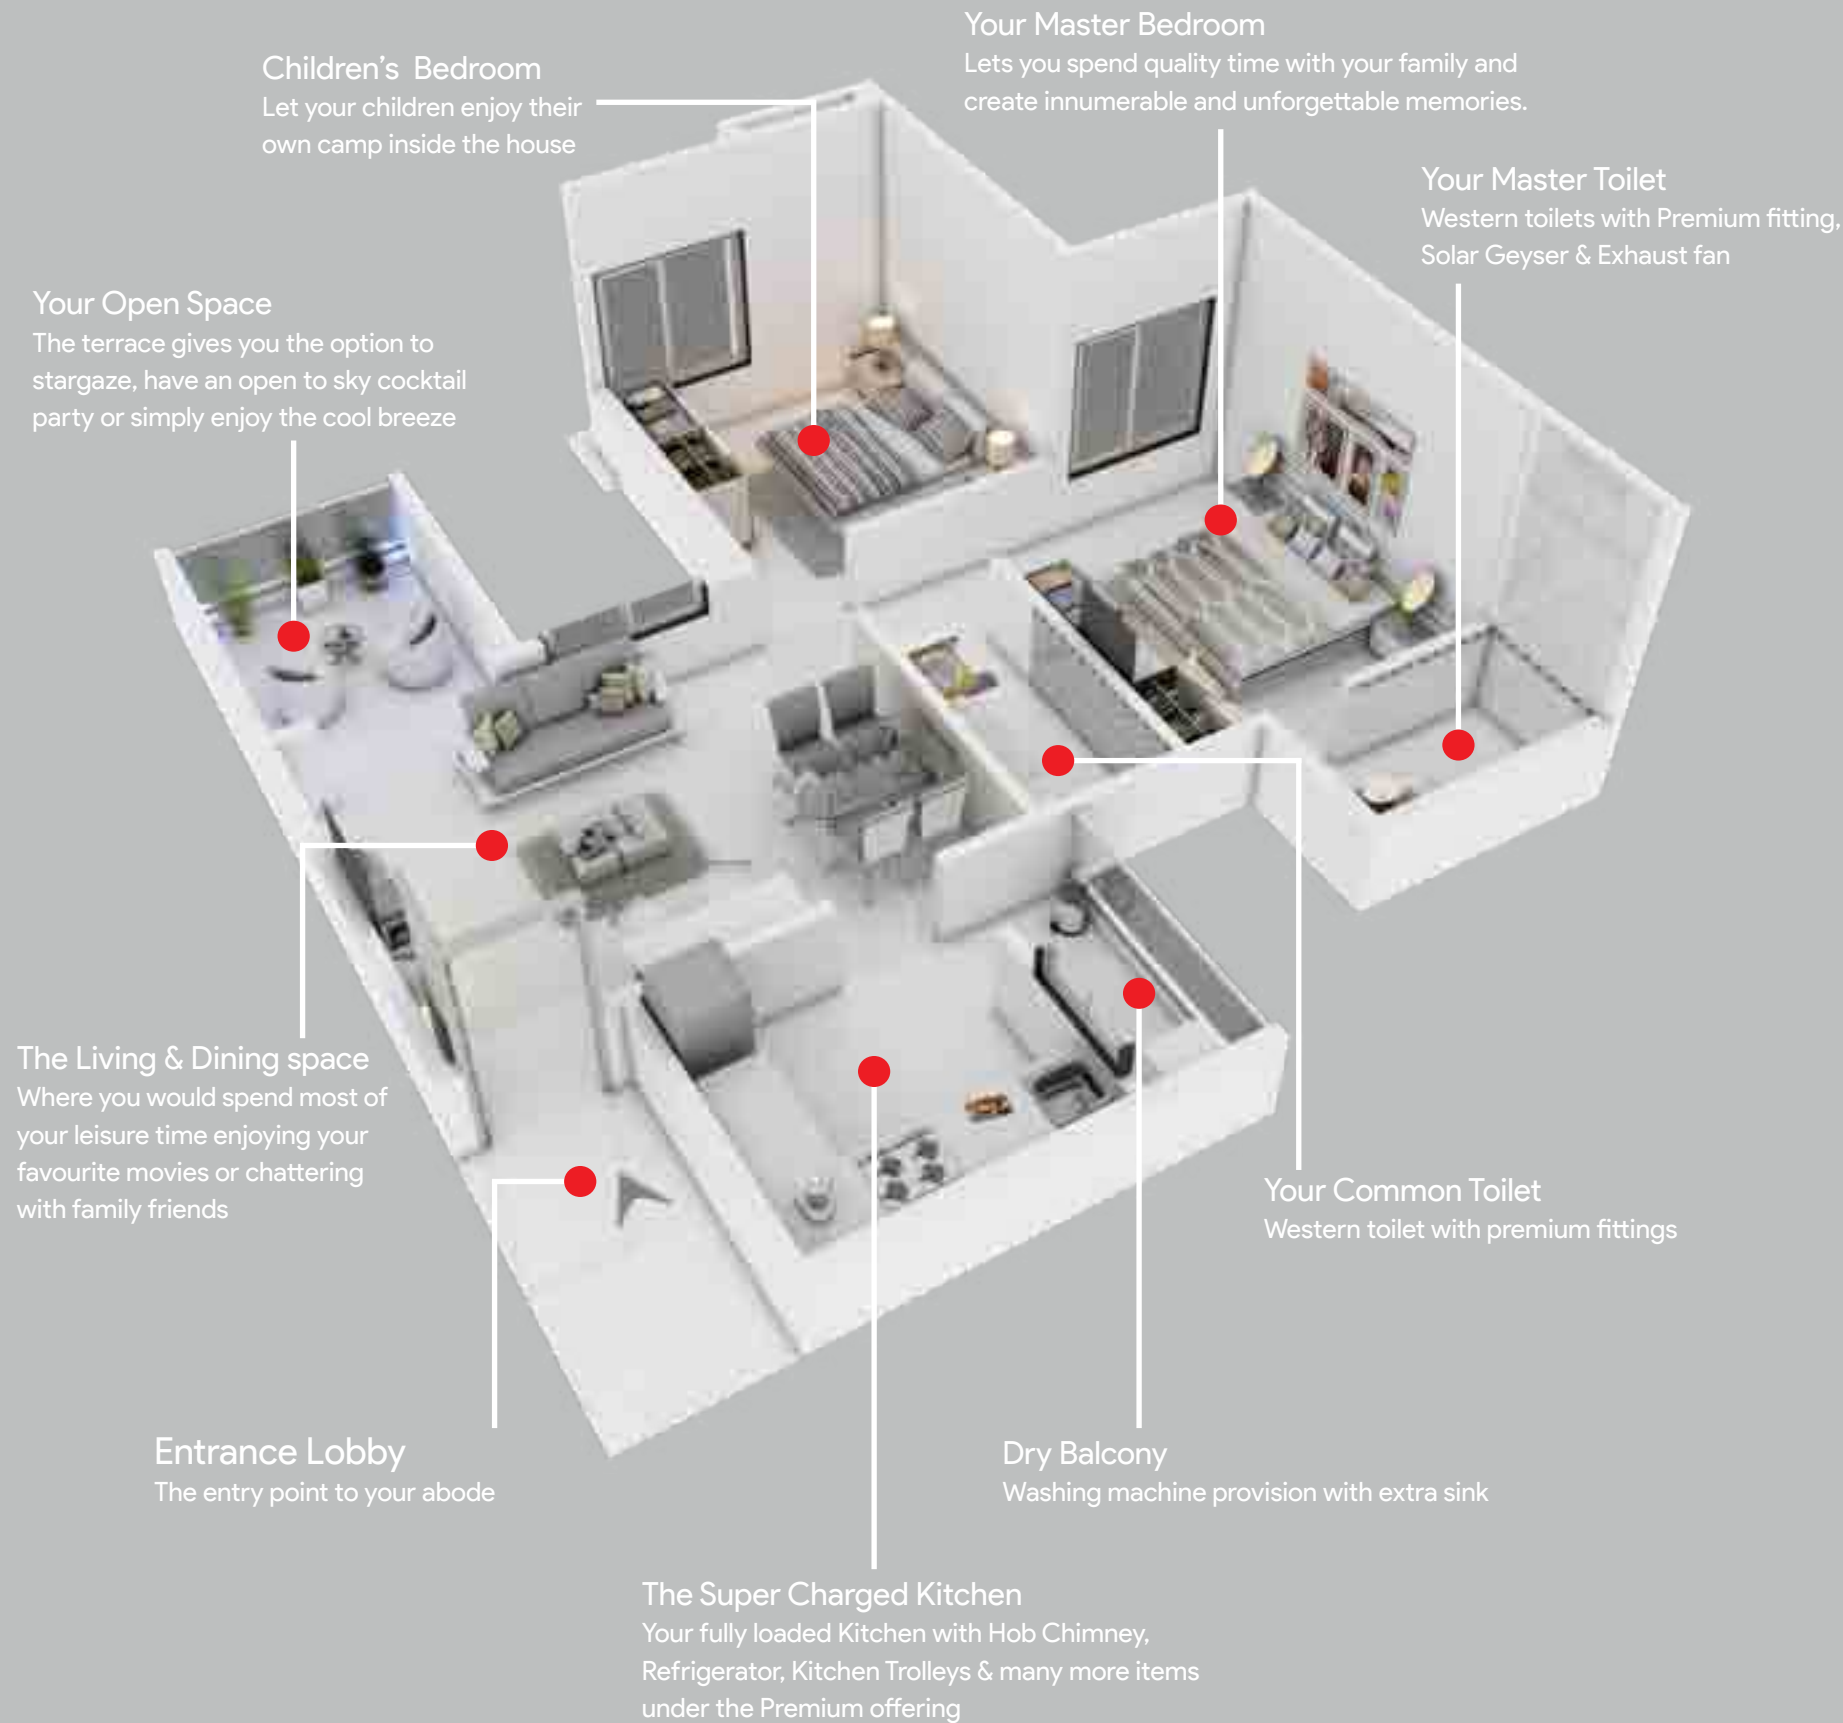 Your Master Bedroom
Lets you spend quality time with your family and
create innumerable and unforgettable memories.
Children's Bedroom
Let your children enjoy their
own camp inside the house
Your Master Toilet
Western toilets with Premium fitting,
Solar Geyser & Exhaust fan
Your Open Space
The terrace gives you the option to
stargaze, have an open to sky cocktail
party or simply enjoy the cool breeze
The Living & Dining space
Where you would spend most of
your leisure time enjoying your
favourite movies or chattering
with family friends
Your Common Toilet
Western toilet with premium fittings
Entrance Lobby
The entry point to your abode
Dry Balcony
Washing machine provision with extra sink
The Super Charged Kitchen
Your fully loaded Kitchen with Hob Chimney,
Refrigerator, Kitchen Trolleys & many more items
under the Premium offering